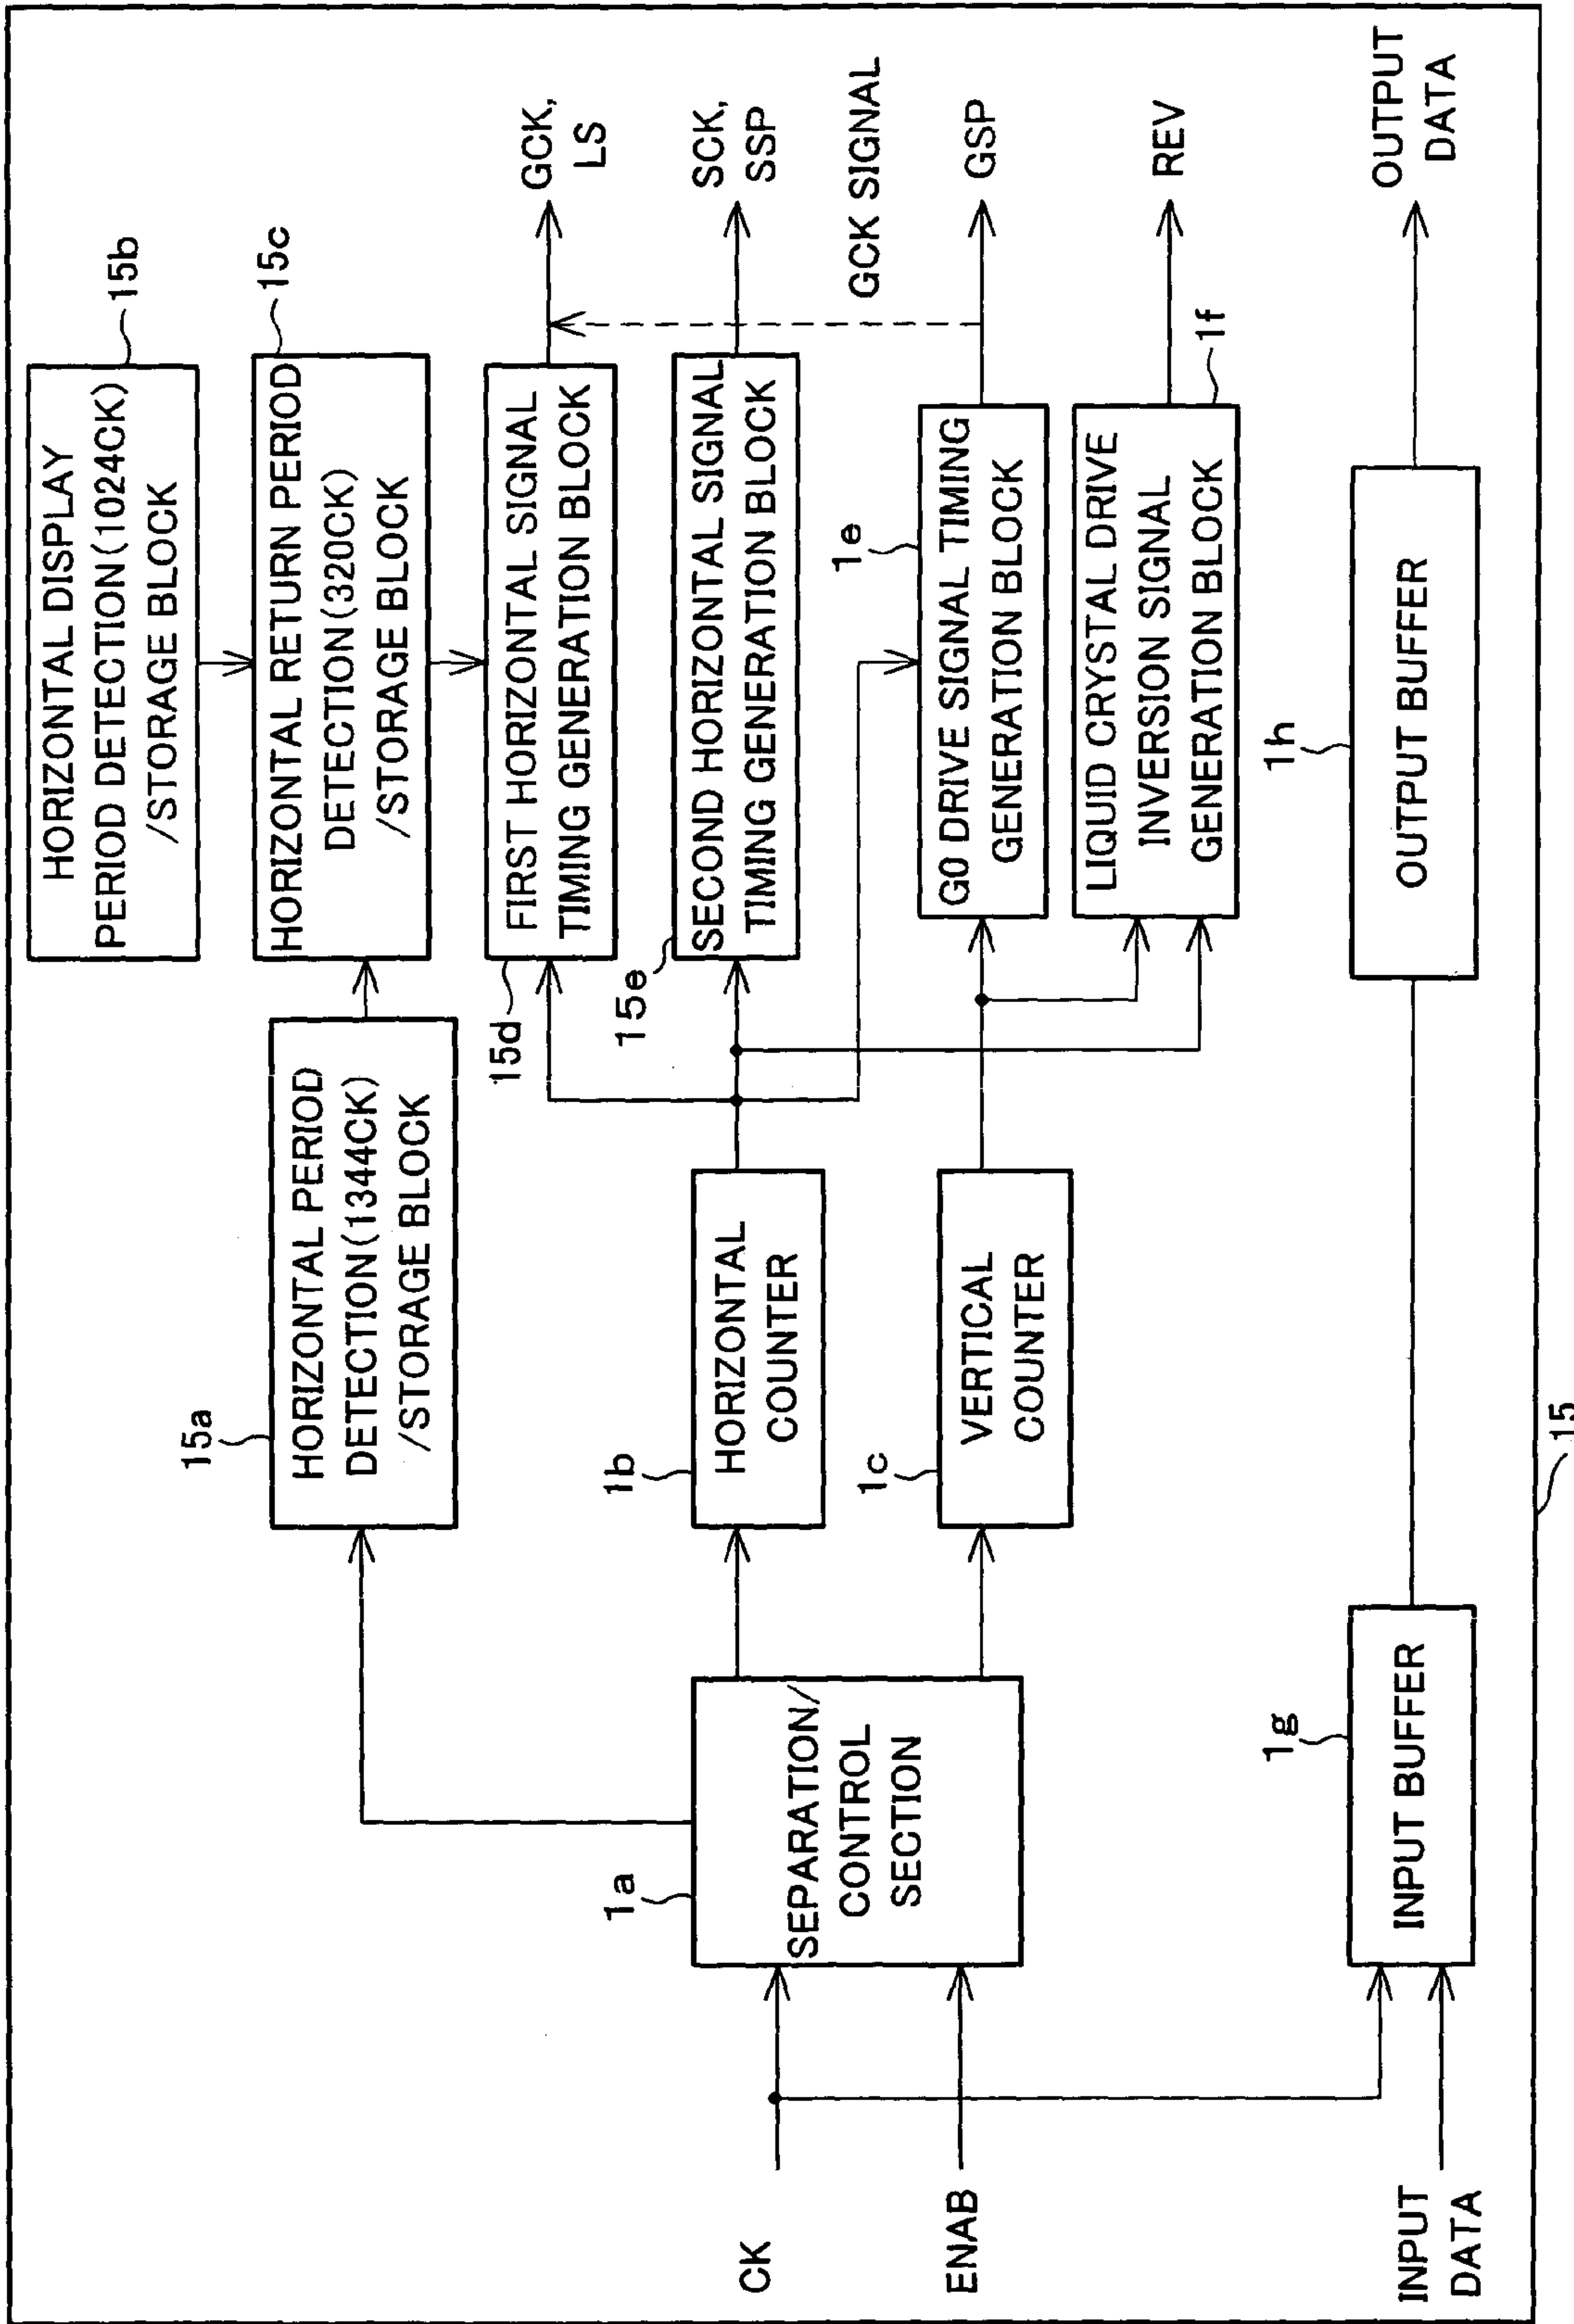 HORIZONTAL DISPLAY
PERIOD DETECTION(1024CK)
/STORAGE BLOCK
15b
15a
HORIZONTAL PERIOD
DETECTION(1344CK)
/STORAGE BLOCK
HORIZONTAL RETURN PERIOD
DETECTION(320CK)
/STORAGE BLOCK
15c
15d
FIRST HORIZONTAL SIGNAL
TIMING GENERATION BLOCK
GCK,
LS
1a
SEPARATION/
CONTROL
SECTION
1b
HORIZONTAL
COUNTER
15e
SECOND HORIZONTAL SIGNAL
TIMING GENERATION BLOCK
SCK,
SSP
GCK SIGNAL
CK
ENAB
1c
VERTICAL
COUNTER
1e
G0 DRIVE SIGNAL TIMING
GENERATION BLOCK
GSP
LIQUID CRYSTAL DRIVE
INVERSION SIGNAL
GENERATION BLOCK
1f
REV
INPUT
DATA
1g
INPUT BUFFER
1h
OUTPUT BUFFER
OUTPUT
DATA
15